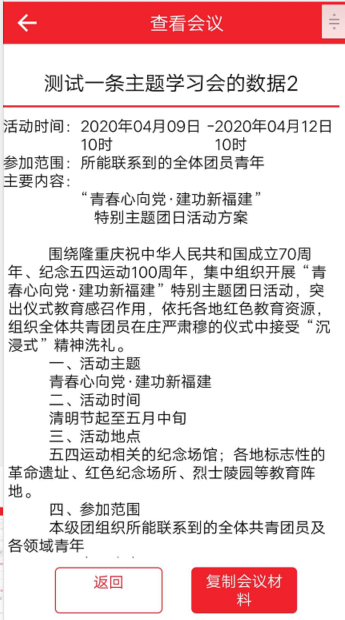 查看会议
测试一条主题学习会的数据2
活动时间：2020年04月09日 -2020年04月12日
10时 10时
参加范围：所能联系到的全体团员青年
主要内容：
“青春心向党·建功新福建”
特别主题团日活动方案
围绕隆重庆祝中华人民共和国成立70周
年、纪念五四运动100周年，集中组织开展“青
春心向党·建功新福建”特别主题团日活动，突
出仪式教育感召作用，依托各地红色教育资源，
组织全体共青团员在庄严肃穆的仪式中接受“沉
浸式”精神洗礼。
一、活动主题
青春心向党·建功新福建
二、活动时间
清明节起至五月中旬
三、活动地点
五四运动相关的纪念场馆；各地标志性的
革命遗址、红色纪念场所、烈士陵园等教育阵
地。
四、参加范围
本级团组织所能联系到的全体共青团员及
各领域青年
返回
复制会议材
料